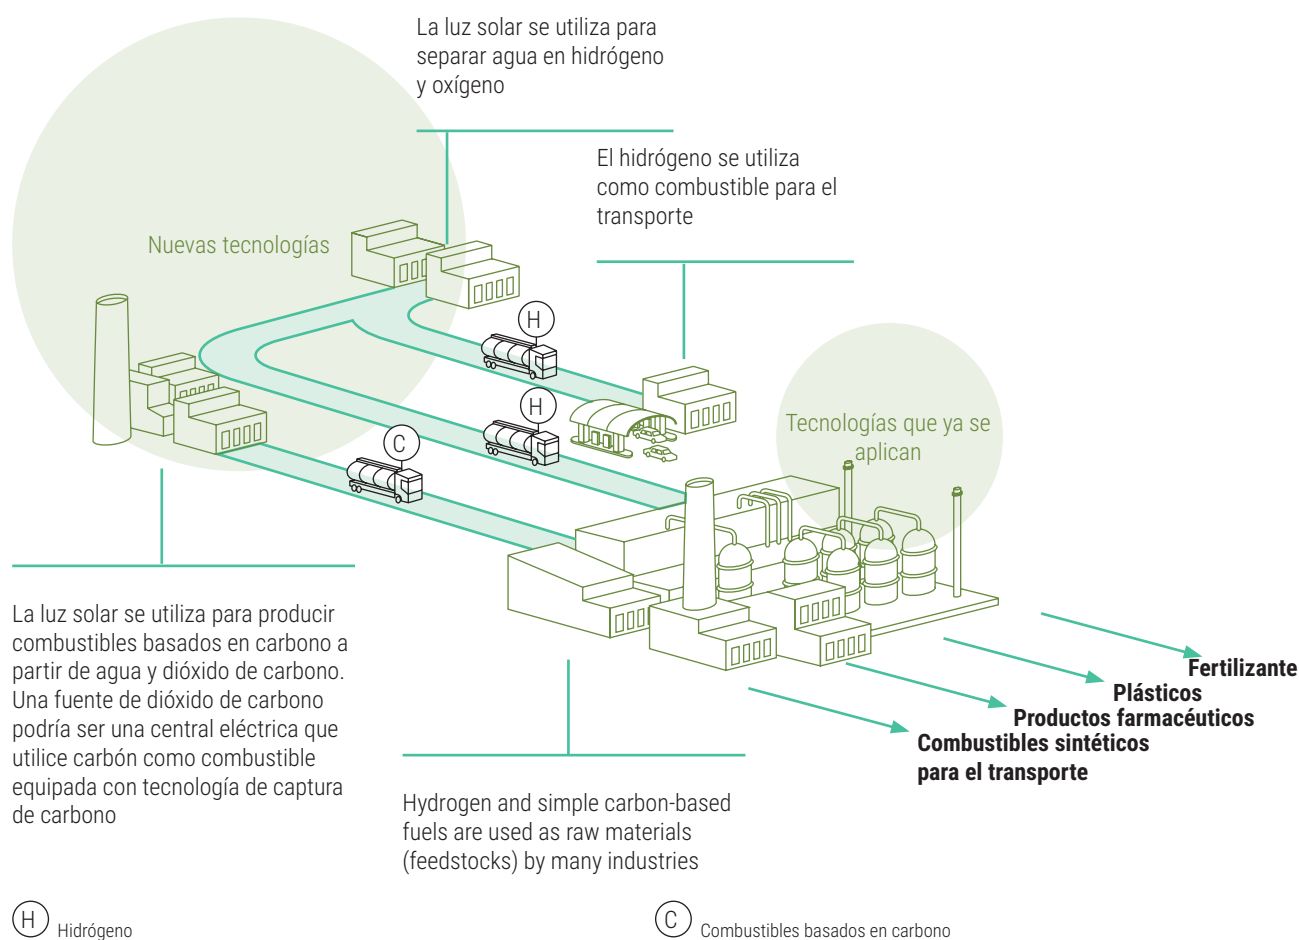 La luz solar se utiliza para
separar agua en hidrógeno
y oxígeno
El hidrógeno se utiliza
como combustible para el
transporte
Nuevas tecnologías
H
H
C
Tecnologías que ya se
aplican
La luz solar se utiliza para producir
combustibles basados en carbono a
partir de agua y dióxido de carbono.
Una fuente de dióxido de carbono
podría ser una central eléctrica que
utilice carbón como combustible
equipada con tecnología de captura
de carbono
Fertilizante
Plásticos
Productos farmacéuticos
Combustibles sintéticos
para el transporte
Hydrogen and simple carbon-based
fuels are used as raw materials
(feedstocks) by many industries
H Hidrógeno
C Combustibles basados en carbono